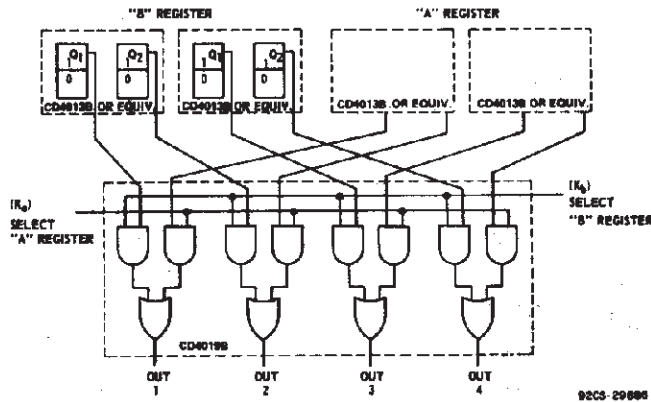 "B" REGISTER
"A" REGISTER
1 Q1
0
1 Q2
0
1 Q1
0
1 Q2
0
CD4013B OR EQUIV.
CD4013B OR EQUIV.
CD4013B OR EQUIV.
CD4013B OR EQUIV.
(Ka)
SELECT
"A" REGISTER
(Kb)
SELECT
"B" REGISTER
CD4019B
OUT
1
OUT
2
OUT
3
OUT
4
92CS-29886